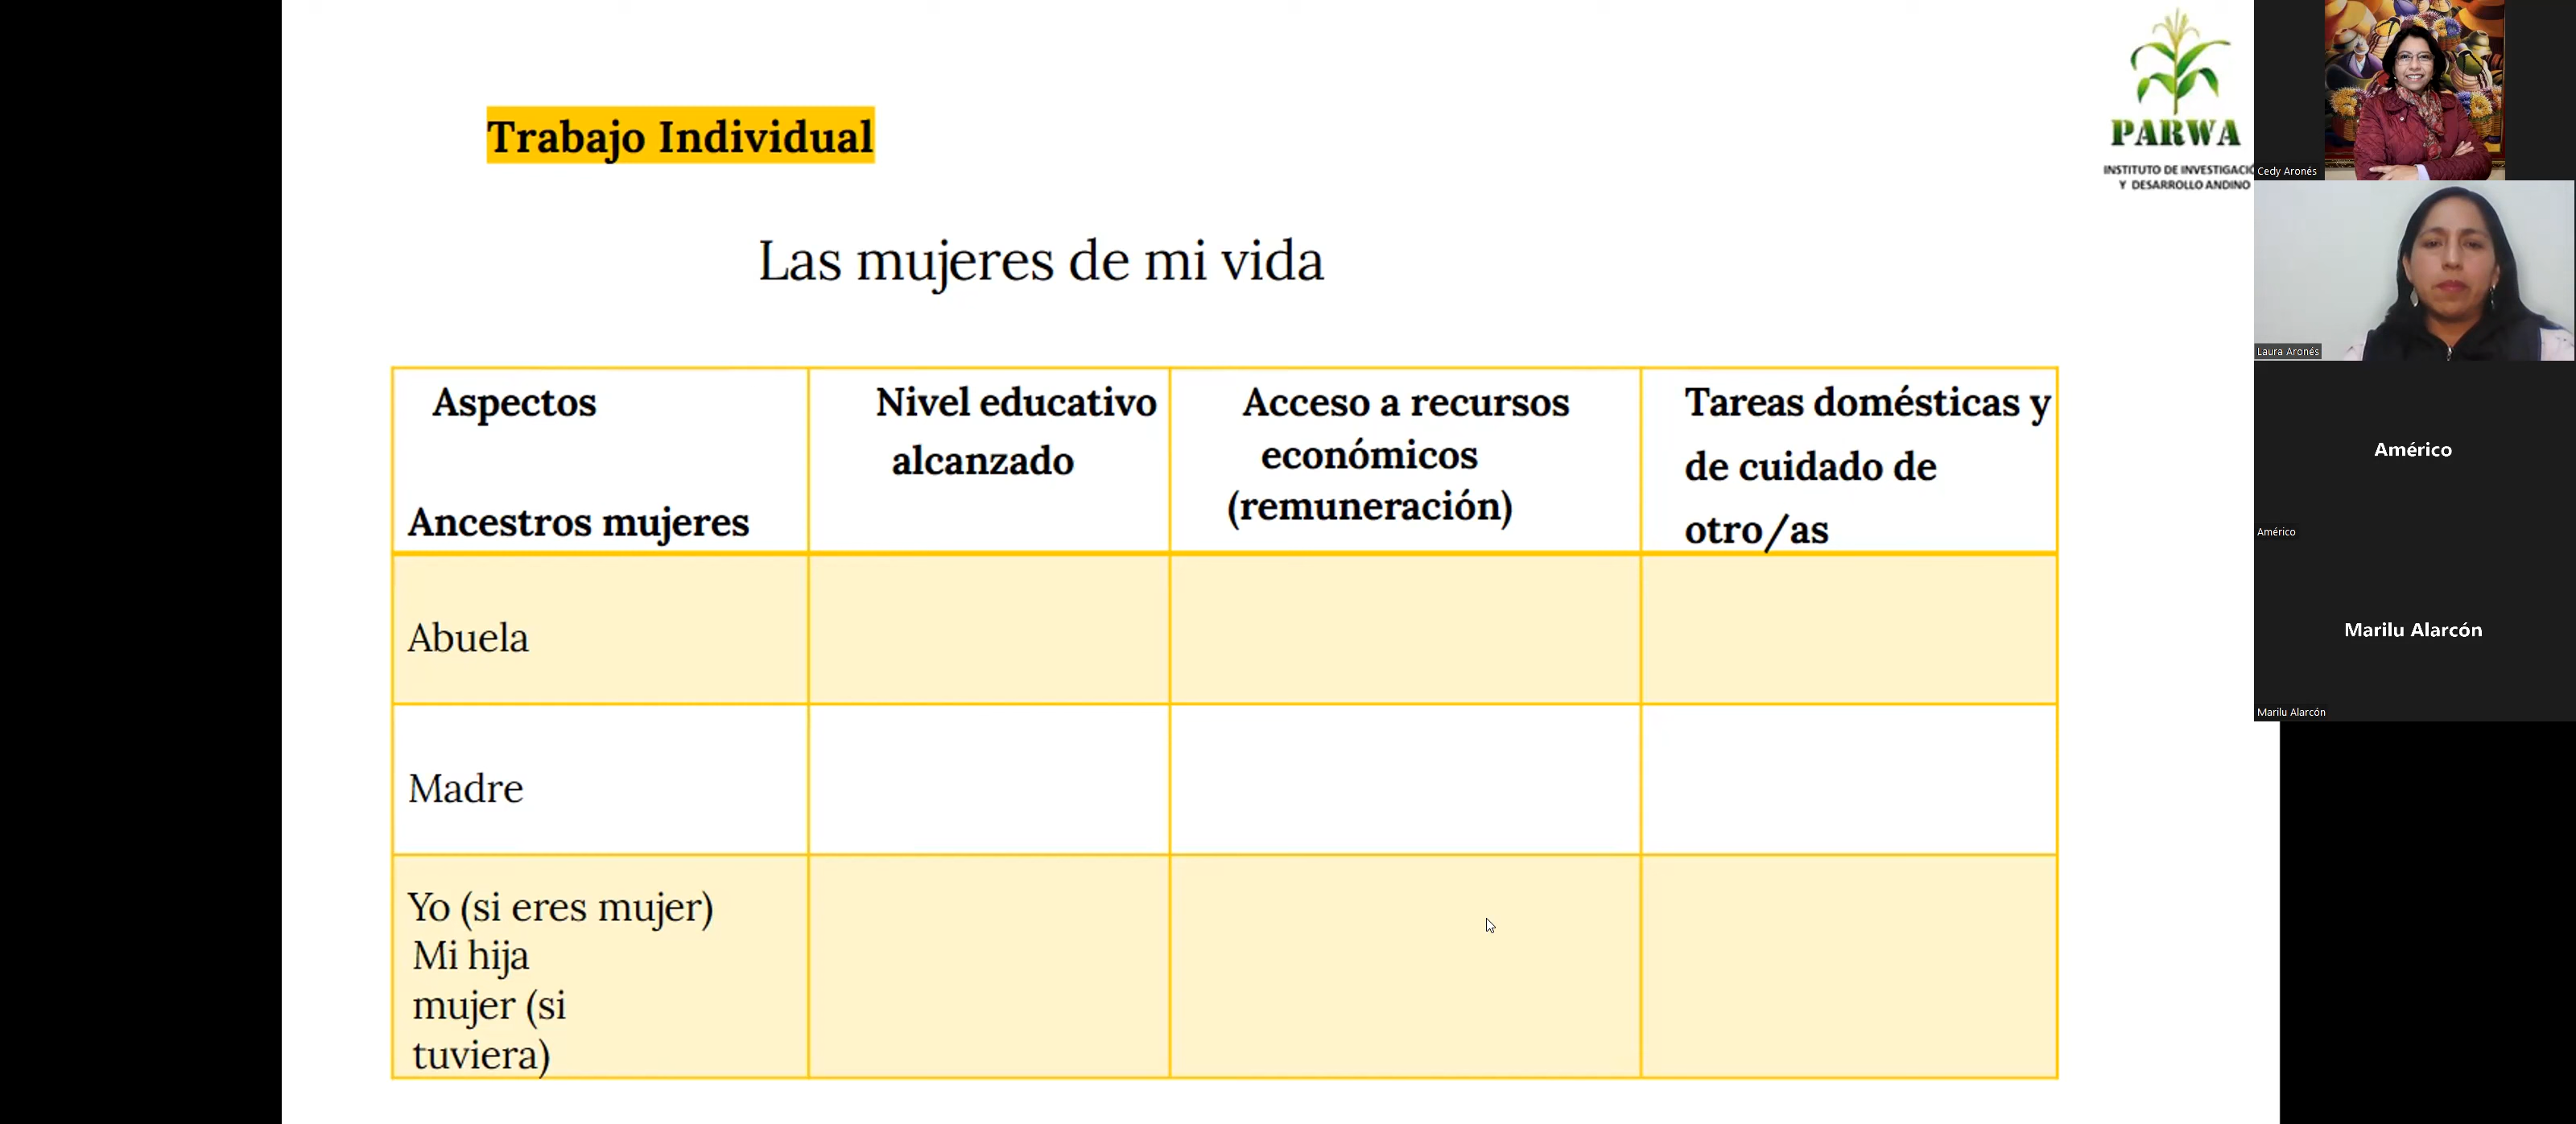 Trabajo Individual
PARWA
INSTITUTO DE INVESTIGACIÓ
Y DESARROLLO ANDINO
Las mujeres de mi vida
Aspectos
Ancestros mujeres
Nivel educativo
alcanzado
Acceso a recursos
económicos
(remuneración)
Tareas domésticas y
de cuidado de
otro/as
Abuela
Madre
Yo (si eres mujer)
Mi hija
mujer (si
tuviera)
Cedy Aronés
Laura Aronés
Américo
Américo
Marilu Alarcón
Marilu Alarcón